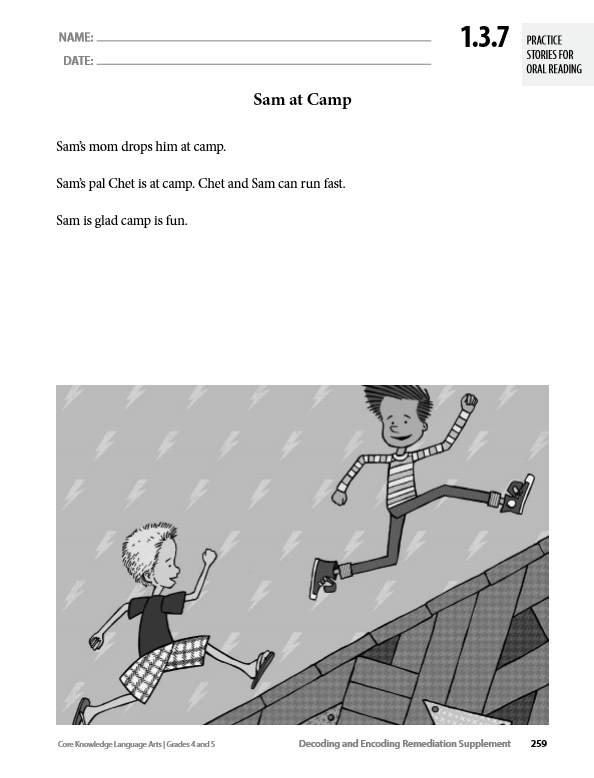 NAME:
DATE:
1.3.7
PRACTICE
STORIES FOR
ORAL READING
Sam at Camp
Sam’s mom drops him at camp.
Sam’s pal Chet is at camp. Chet and Sam can run fast.
Sam is glad camp is fun.
Core Knowledge Language Arts | Grades 4 and 5
Decoding and Encoding Remediation Supplement 259